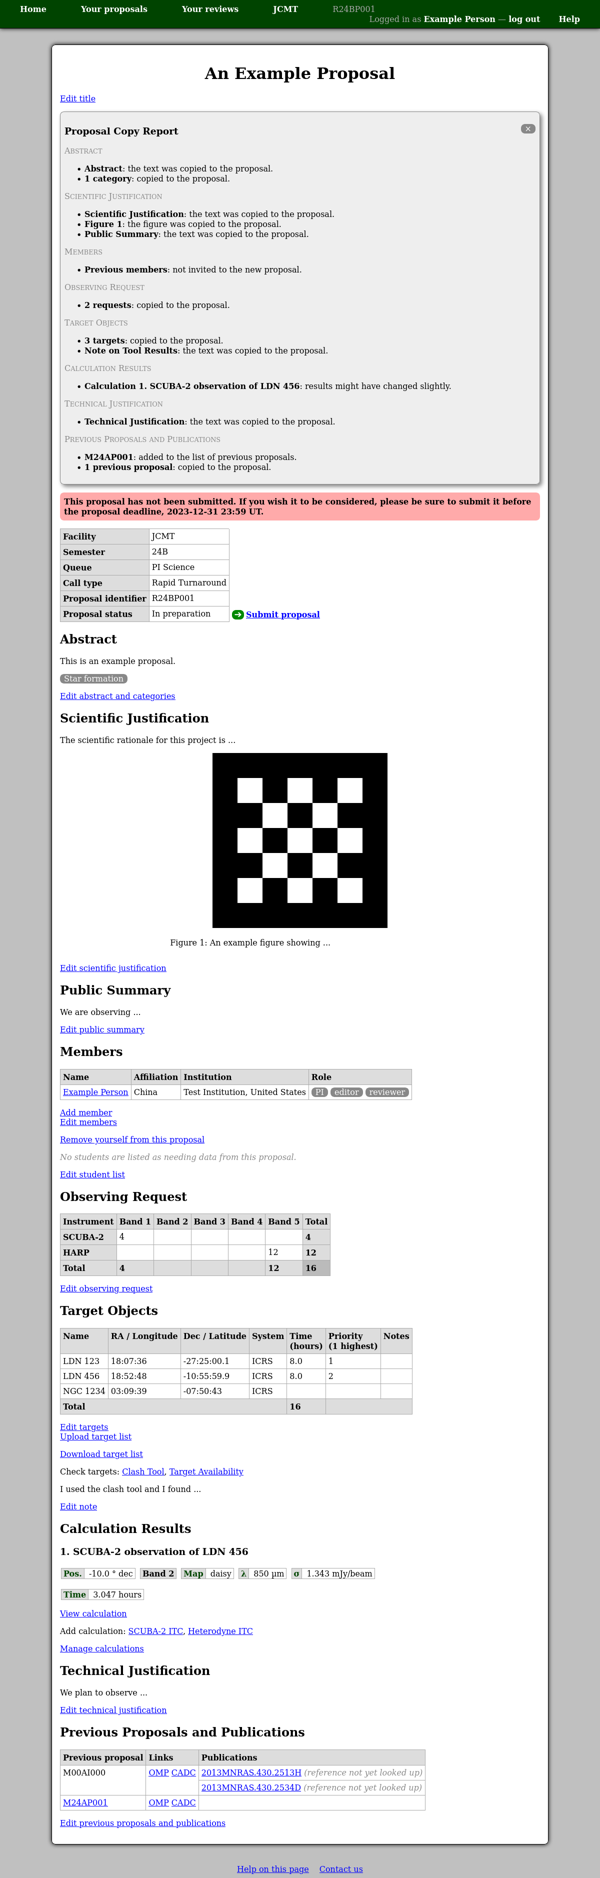 Home Your proposals Your reviews JCMT R24BP001
Logged in as Example Person — log out Help
An Example Proposal
Edit title
Proposal Copy Report
×
Abstract
• Abstract: the text was copied to the proposal.
• 1 category: copied to the proposal.
Scientific Justification
• Scientific Justification: the text was copied to the proposal.
• Figure 1: the figure was copied to the proposal.
• Public Summary: the text was copied to the proposal.
Members
• Previous members: not invited to the new proposal.
Observing Request
• 2 requests: copied to the proposal.
Target Objects
• 3 targets: copied to the proposal.
• Note on Tool Results: the text was copied to the proposal.
Calculation Results
• Calculation 1. SCUBA-2 observation of LDN 456: results might have changed slightly.
Technical Justification
• Technical Justification: the text was copied to the proposal.
Previous Proposals and Publications
• M24AP001: added to the list of previous proposals.
• 1 previous proposal: copied to the proposal.
This proposal has not been submitted. If you wish it to be considered, please be sure to submit it before
the proposal deadline, 2023-12-31 23:59 UT.
Facility JCMT
Semester 24B
Queue PI Science
Call type Rapid Turnaround
Proposal identifier R24BP001
Proposal status In preparation ➔ Submit proposal
Abstract
This is an example proposal.
Star formation
Edit abstract and categories
Scientific Justification
The scientific rationale for this project is ...
Figure 1: An example figure showing ...
Edit scientific justification
Public Summary
We are observing ...
Edit public summary
Members
Name Affiliation Institution Role
Example Person China Test Institution, United States PI editor reviewer
Add member
Edit members
Remove yourself from this proposal
No students are listed as needing data from this proposal.
Edit student list
Observing Request
Instrument Band 1 Band 2 Band 3 Band 4 Band 5 Total
SCUBA-2 4 4
HARP 12 12
Total 4 12 16
Edit observing request
Target Objects
Name RA / Longitude Dec / Latitude System Time Priority Notes
(hours) (1 highest)
LDN 123 18:07:36 -27:25:00.1 ICRS 8.0 1
LDN 456 18:52:48 -10:55:59.9 ICRS 8.0 2
NGC 1234 03:09:39 -07:50:43 ICRS
Total 16
Edit targets
Upload target list
Download target list
Check targets: Clash Tool, Target Availability
I used the clash tool and I found ...
Edit note
Calculation Results
1. SCUBA-2 observation of LDN 456
Pos. -10.0 ° dec Band 2 Map daisy λ 850 µm σ 1.343 mJy/beam
Time 3.047 hours
View calculation
Add calculation: SCUBA-2 ITC, Heterodyne ITC
Manage calculations
Technical Justification
We plan to observe ...
Edit technical justification
Previous Proposals and Publications
Previous proposal Links Publications
M00AI000 OMP CADC 2013MNRAS.430.2513H (reference not yet looked up)
2013MNRAS.430.2534D (reference not yet looked up)
M24AP001 OMP CADC
Edit previous proposals and publications
Help on this page Contact us